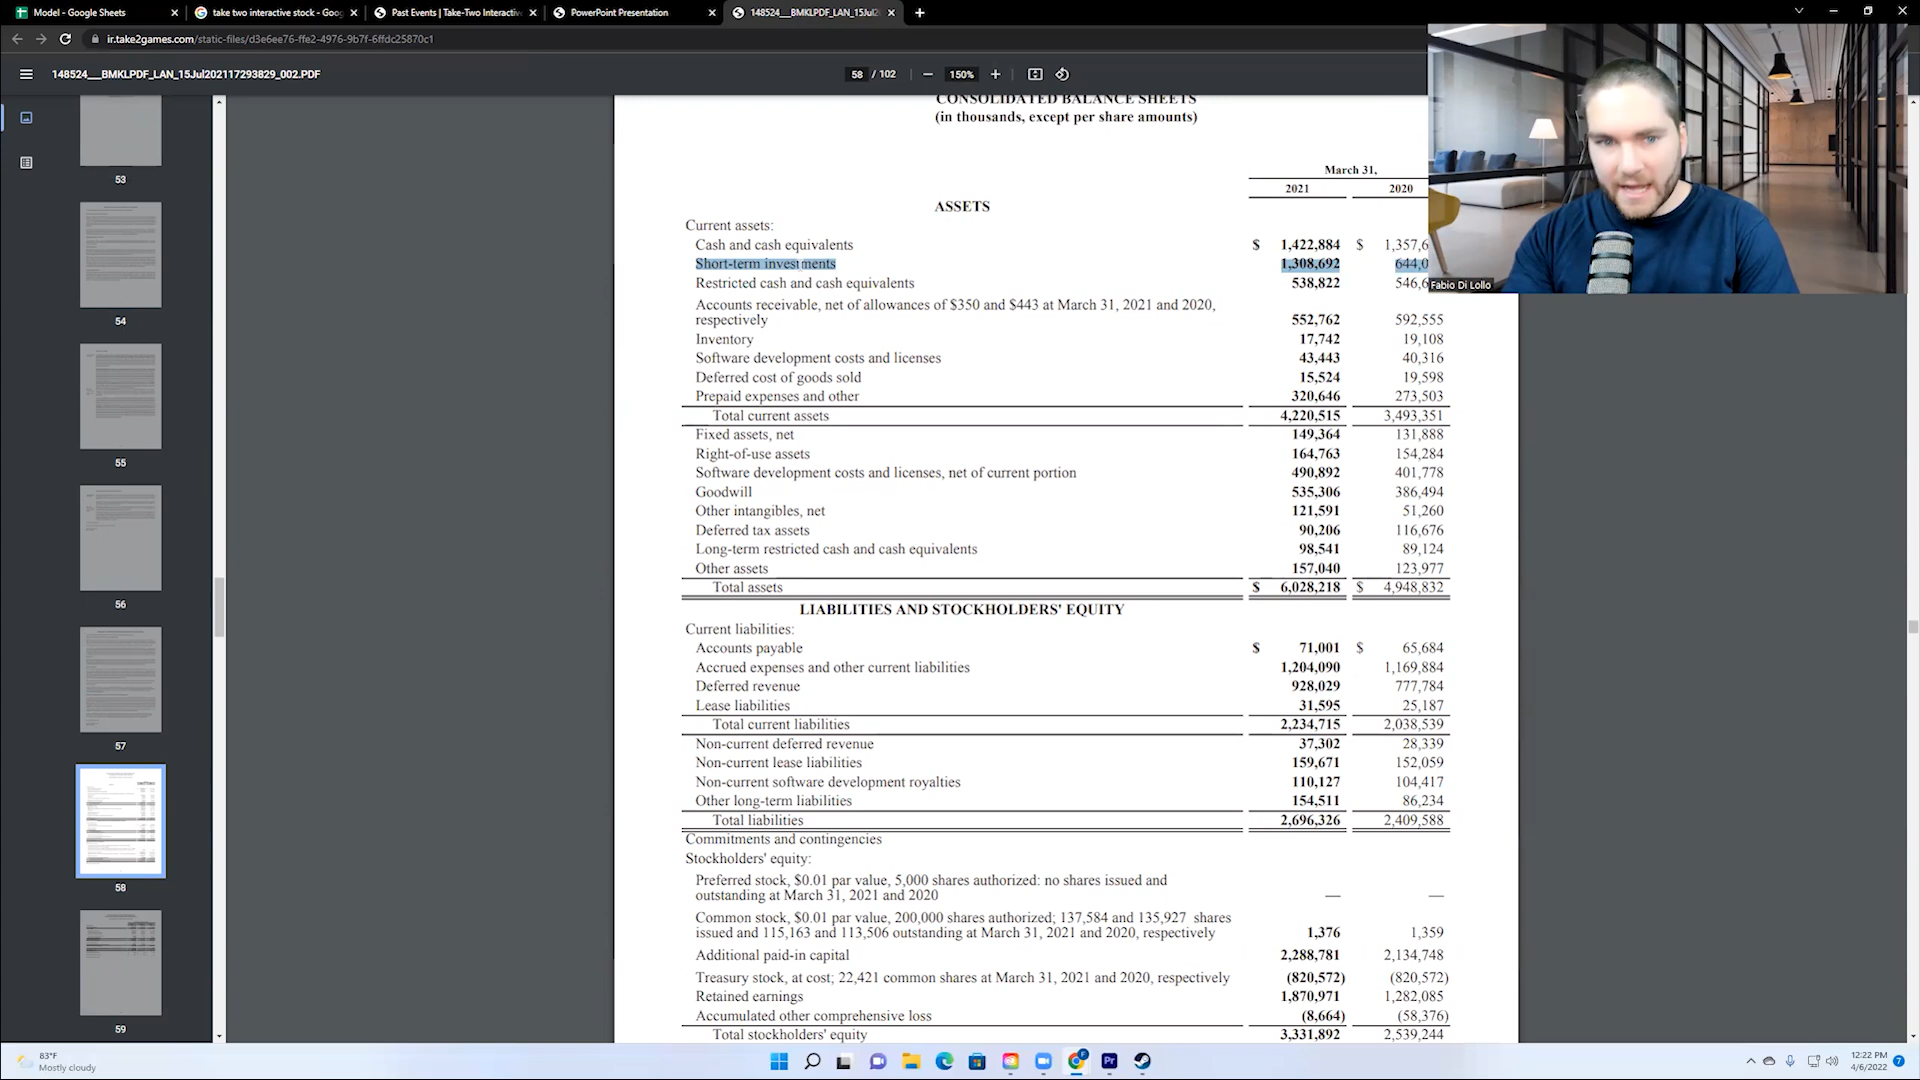 Model - Google Sheets
take two interactive stock - Goo
Past Events | Take-Two Interactiv
PowerPoint Presentation
148524__BMKLPDF_LAN_15Jul20
ir.take2games.com/static-files/d3e6ee76-ffe2-4976-9b7f-6ffdc25870c1
148524__BMKLPDF_LAN_15Jul202117293829_002.PDF
58 / 102
150%
CONSOLIDATED BALANCE SHEETS
(in thousands, except per share amounts)
March 31,
2021 2020
ASSETS
Current assets:
Cash and cash equivalents $ 1,422,884 $ 1,357,6
Short-term investments 1,308,692 644,0
Restricted cash and cash equivalents 538,822 546,6
Accounts receivable, net of allowances of $350 and $443 at March 31, 2021 and 2020,
respectively 552,762 592,555
Inventory 17,742 19,108
Software development costs and licenses 43,443 40,316
Deferred cost of goods sold 15,524 19,598
Prepaid expenses and other 320,646 273,503
Total current assets 4,220,515 3,493,351
Fixed assets, net 149,364 131,888
Right-of-use assets 164,763 154,284
Software development costs and licenses, net of current portion 490,892 401,778
Goodwill 535,306 386,494
Other intangibles, net 121,591 51,260
Deferred tax assets 90,206 116,676
Long-term restricted cash and cash equivalents 98,541 89,124
Other assets 157,040 123,977
Total assets $ 6,028,218 $ 4,948,832
LIABILITIES AND STOCKHOLDERS' EQUITY
Current liabilities:
Accounts payable $ 71,001 $ 65,684
Accrued expenses and other current liabilities 1,204,090 1,169,884
Deferred revenue 928,029 777,784
Lease liabilities 31,595 25,187
Total current liabilities 2,234,715 2,038,539
Non-current deferred revenue 37,302 28,339
Non-current lease liabilities 159,671 152,059
Non-current software development royalties 110,127 104,417
Other long-term liabilities 154,511 86,234
Total liabilities 2,696,326 2,409,588
Commitments and contingencies
Stockholders' equity:
Preferred stock, $0.01 par value, 5,000 shares authorized: no shares issued and
outstanding at March 31, 2021 and 2020 — —
Common stock, $0.01 par value, 200,000 shares authorized; 137,584 and 135,927 shares
issued and 115,163 and 113,506 outstanding at March 31, 2021 and 2020, respectively 1,376 1,359
Additional paid-in capital 2,288,781 2,134,748
Treasury stock, at cost; 22,421 common shares at March 31, 2021 and 2020, respectively (820,572) (820,572)
Retained earnings 1,870,971 1,282,085
Accumulated other comprehensive loss (8,664) (58,376)
Total stockholders' equity 3,331,892 2,539,244
53
54
55
56
57
58
59
Fabio Di Lollo
83°F
Mostly cloudy
12:22 PM
4/6/2022
7